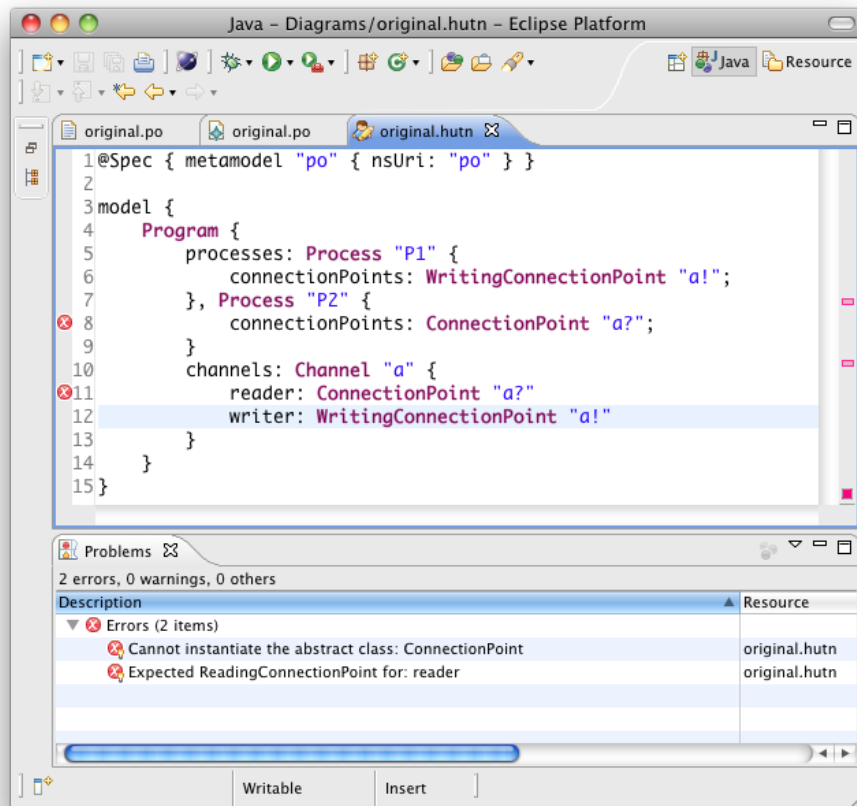 Java – Diagrams/original.hutn – Eclipse Platform
Java Resource
original.po original.po original.hutn
1 @Spec { metamodel "po" { nsUri: "po" } }
2
3 model {
4 Program {
5 processes: Process "P1" {
6 connectionPoints: WritingConnectionPoint "a!";
7 }, Process "P2" {
8 connectionPoints: ConnectionPoint "a?";
9 }
10 channels: Channel "a" {
11 reader: ConnectionPoint "a?"
12 writer: WritingConnectionPoint "a!"
13 }
14 }
15 }
Problems
2 errors, 0 warnings, 0 others
Description Resource
Errors (2 items)
Cannot instantiate the abstract class: ConnectionPoint original.hutn
Expected ReadingConnectionPoint for: reader original.hutn
Writable Insert